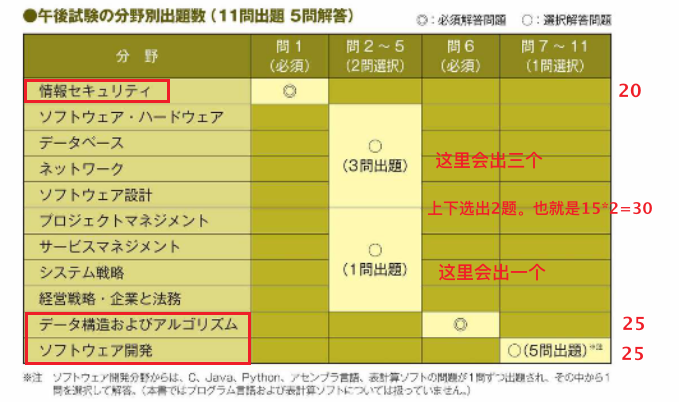 ●午後試験の分野別出題数（11問出題 5問解答）
◎：必須解答問題 ○：選択解答問題
分 野 問1 問2～5 問6 問7～11
（必須） （2問選択） （必須） （1問選択）
情報セキュリティ ◎ 20
ソフトウェア・ハードウェア
データベース ○
ネットワーク （3問出題） 这里会出三个
ソフトウェア設計 上下选出2题。也就是15*2=30
プロジェクトマネジメント
サービスマネジメント ○
システム戦略 （1問出題） 这里会出一个
経営戦略・企業と法務
データ構造およびアルゴリズム ◎ 25
ソフトウェア開発 ○（5問出題）※注 25
※注 ソフトウェア開発分野からは、C、Java、Python、アセンブラ言語、表計算ソフトの問題が1問ずつ出題され、その中から1
問を選択して解答。（本書ではプログラム言語および表計算ソフトについては扱っていません。）